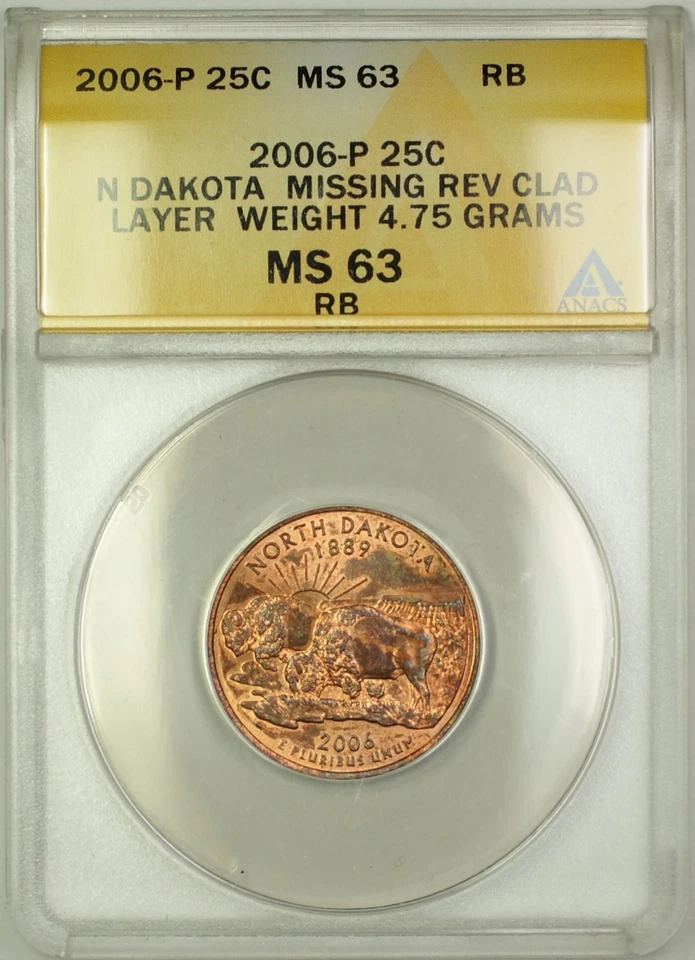 2006-P 25C MS 63 RB
2006-P 25C
N DAKOTA MISSING REV CLAD
LAYER WEIGHT 4.75 GRAMS
MS 63
RB
ANACS
NORTH DAKOTA
1889
2006
E PLURIBUS UNUM